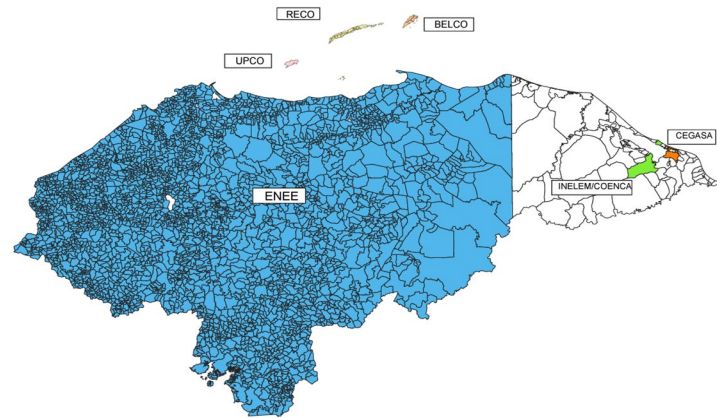 RECO
BELCO
UPCO
CEGASA
INELEM/COENCA
ENEE